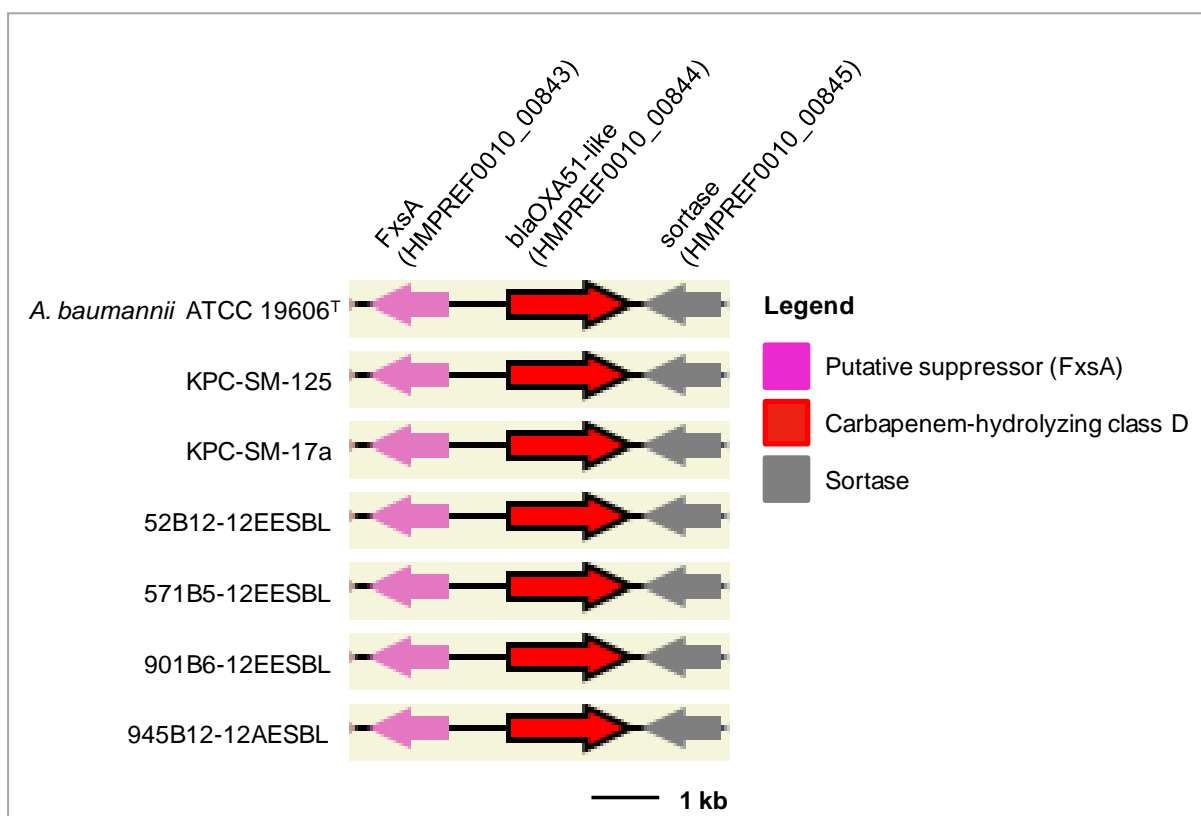 FxsA
(HMPREF0010_00843)
blaOXA51-like
(HMPREF0010_00844)
sortase
(HMPREF0010_00845)
A. baumannii ATCC 19606ᵀ
KPC-SM-125
KPC-SM-17a
52B12-12EESBL
571B5-12EESBL
901B6-12EESBL
945B12-12AESBL
Legend
Putative suppressor (FxsA)
Carbapenem-hydrolyzing class D
Sortase
1 kb